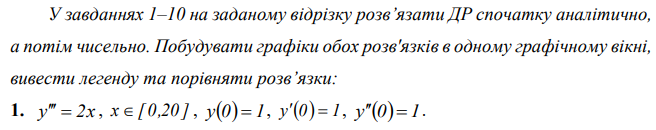 У завданнях 1–10 на заданому відрізку розв’язати ДР спочатку аналітично,
а потім чисельно. Побудувати графіки обох розв'язків в одному графічному вікні,
вивести легенду та порівняти розв’язки:
1. y''' = 2x, x ∈ [0,20], y(0)= 1, y'(0)= 1, y''(0)= 1.